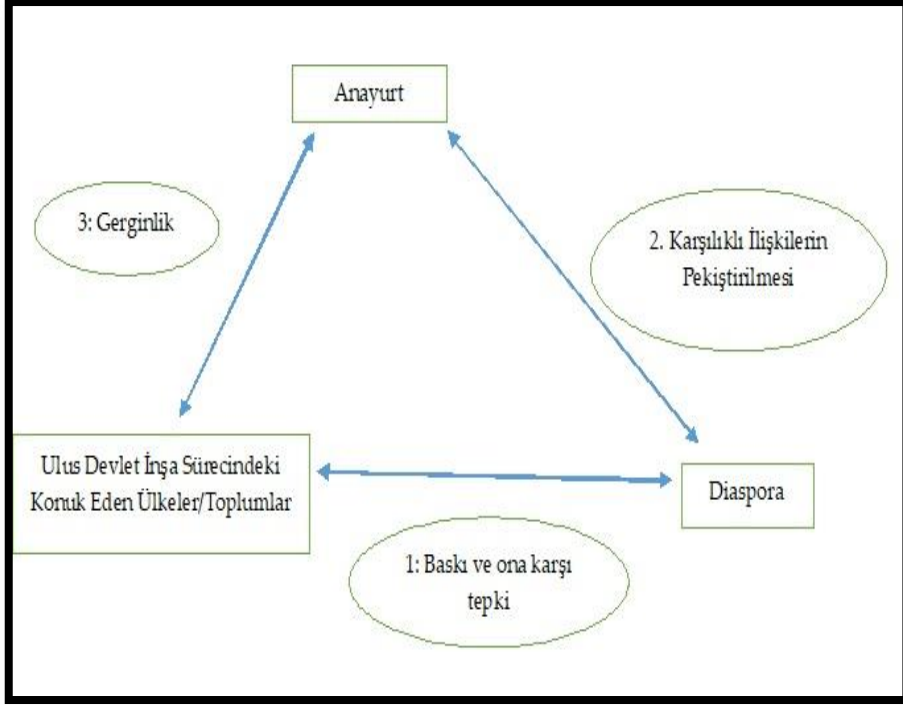 Anayurt
3: Gerginlik
2. Karşılıklı İlişkilerin
Pekiştirilmesi
Ulus Devlet İnşa Sürecindeki
Konuk Eden Ülkeler/Toplumlar
Diaspora
1: Baskı ve ona karşı
tepki